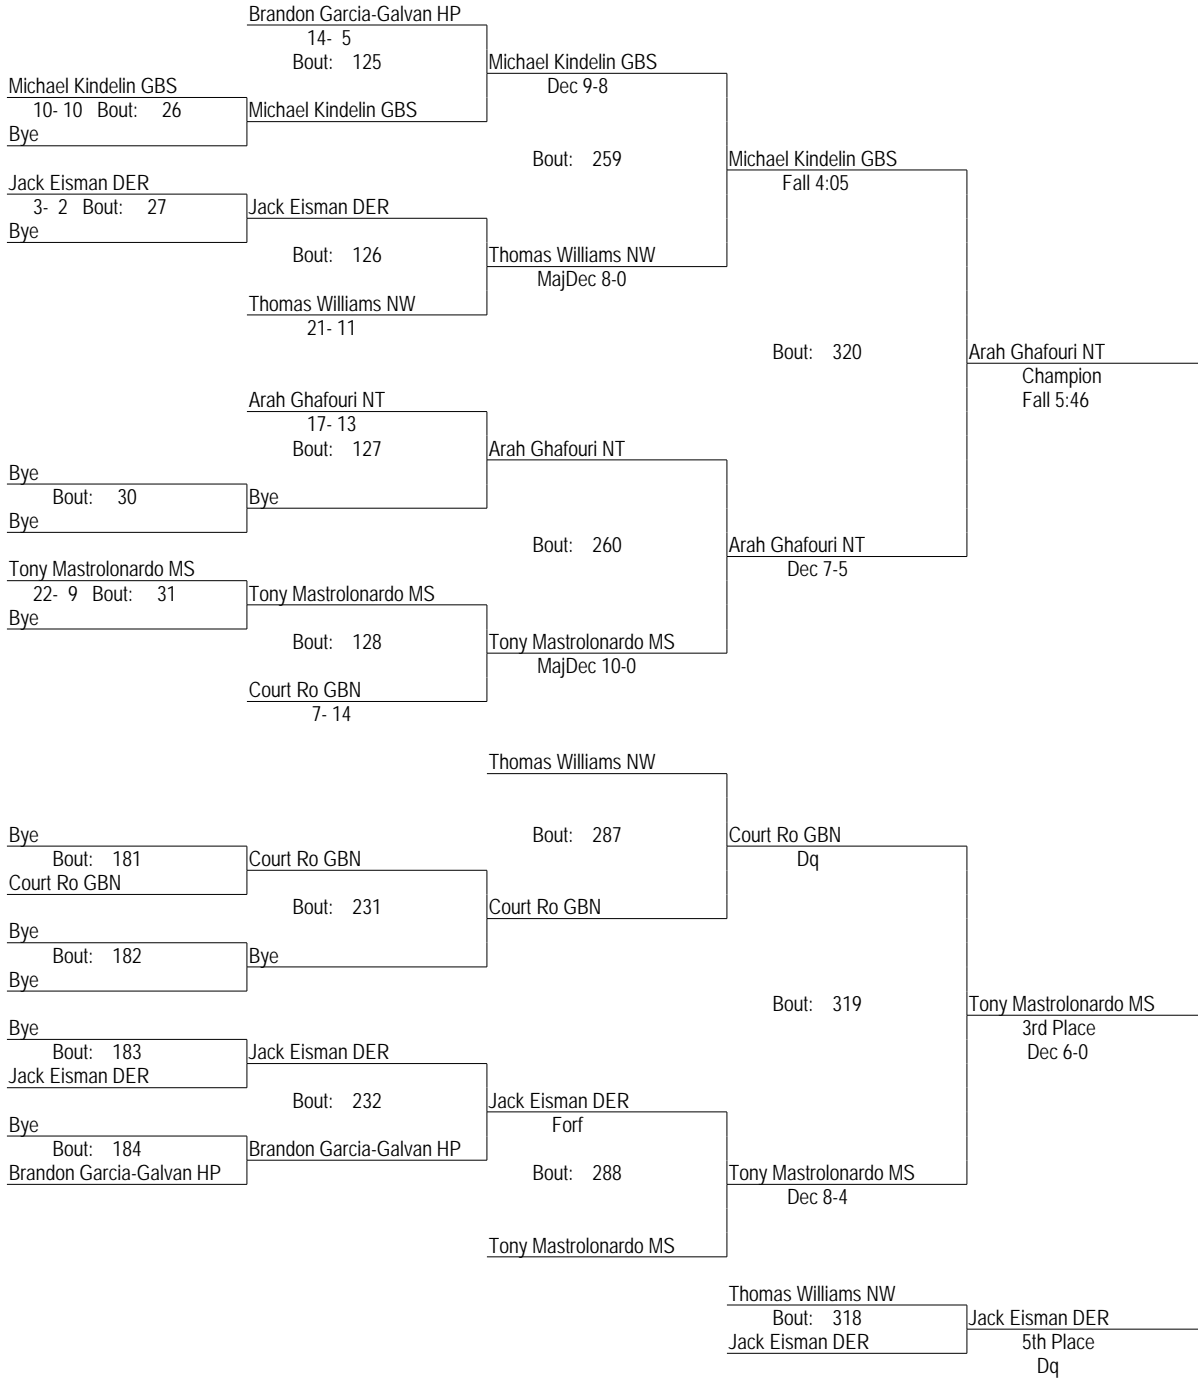 Brandon Garcia-Galvan HP
14- 5
Bout: 125
Michael Kindelin GBS
Dec 9-8
Michael Kindelin GBS
10- 10 Bout: 26
Michael Kindelin GBS
Bye
Bout: 259
Michael Kindelin GBS
Fall 4:05
Jack Eisman DER
3- 2 Bout: 27
Jack Eisman DER
Bye
Bout: 126
Thomas Williams NW
MajDec 8-0
Thomas Williams NW
21- 11
Bout: 320
Arah Ghafouri NT
Champion
Fall 5:46
Arah Ghafouri NT
17- 13
Bout: 127
Arah Ghafouri NT
Bye
Bout: 30
Bye
Bye
Bout: 260
Arah Ghafouri NT
Dec 7-5
Tony Mastrolonardo MS
22- 9 Bout: 31
Tony Mastrolonardo MS
Bye
Bout: 128
Tony Mastrolonardo MS
MajDec 10-0
Court Ro GBN
7- 14
Thomas Williams NW
Bout: 287
Court Ro GBN
Dq
Bye
Bout: 181
Court Ro GBN
Court Ro GBN
Bout: 231
Court Ro GBN
Bye
Bout: 182
Bye
Bye
Bout: 319
Tony Mastrolonardo MS
3rd Place
Dec 6-0
Bye
Bout: 183
Jack Eisman DER
Jack Eisman DER
Bout: 232
Jack Eisman DER
Forf
Bye
Bout: 184
Brandon Garcia-Galvan HP
Brandon Garcia-Galvan HP
Bout: 288
Tony Mastrolonardo MS
Dec 8-4
Tony Mastrolonardo MS
Thomas Williams NW
Bout: 318
Jack Eisman DER
Jack Eisman DER
5th Place
Dq